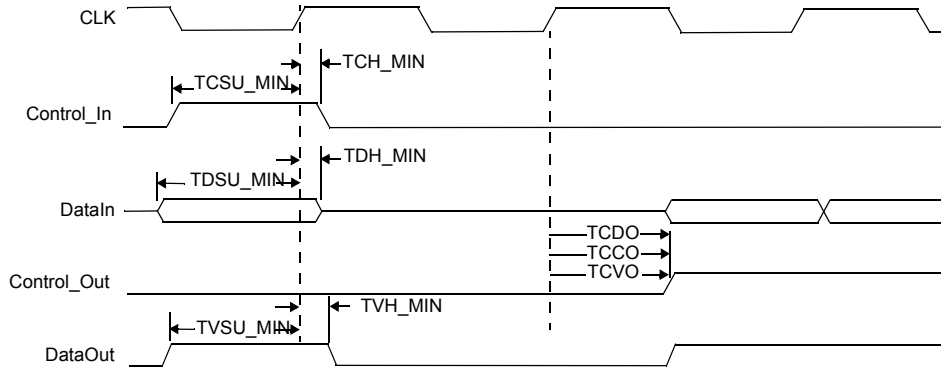 CLK
TCH_MIN
TCSU_MIN
Control_In
TDH_MIN
TDSU_MIN
DataIn
TCDO
TCCO
TCVO
Control_Out
TVH_MIN
TVSU_MIN
DataOut